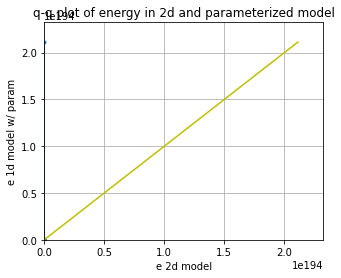 q-q plot of energy in 2d and parameterized model
1e194
2.0
1.5
1.0
0.5
0.0
e 1d model w/ param
0.0 0.5 1.0 1.5 2.0
1e194
e 2d model